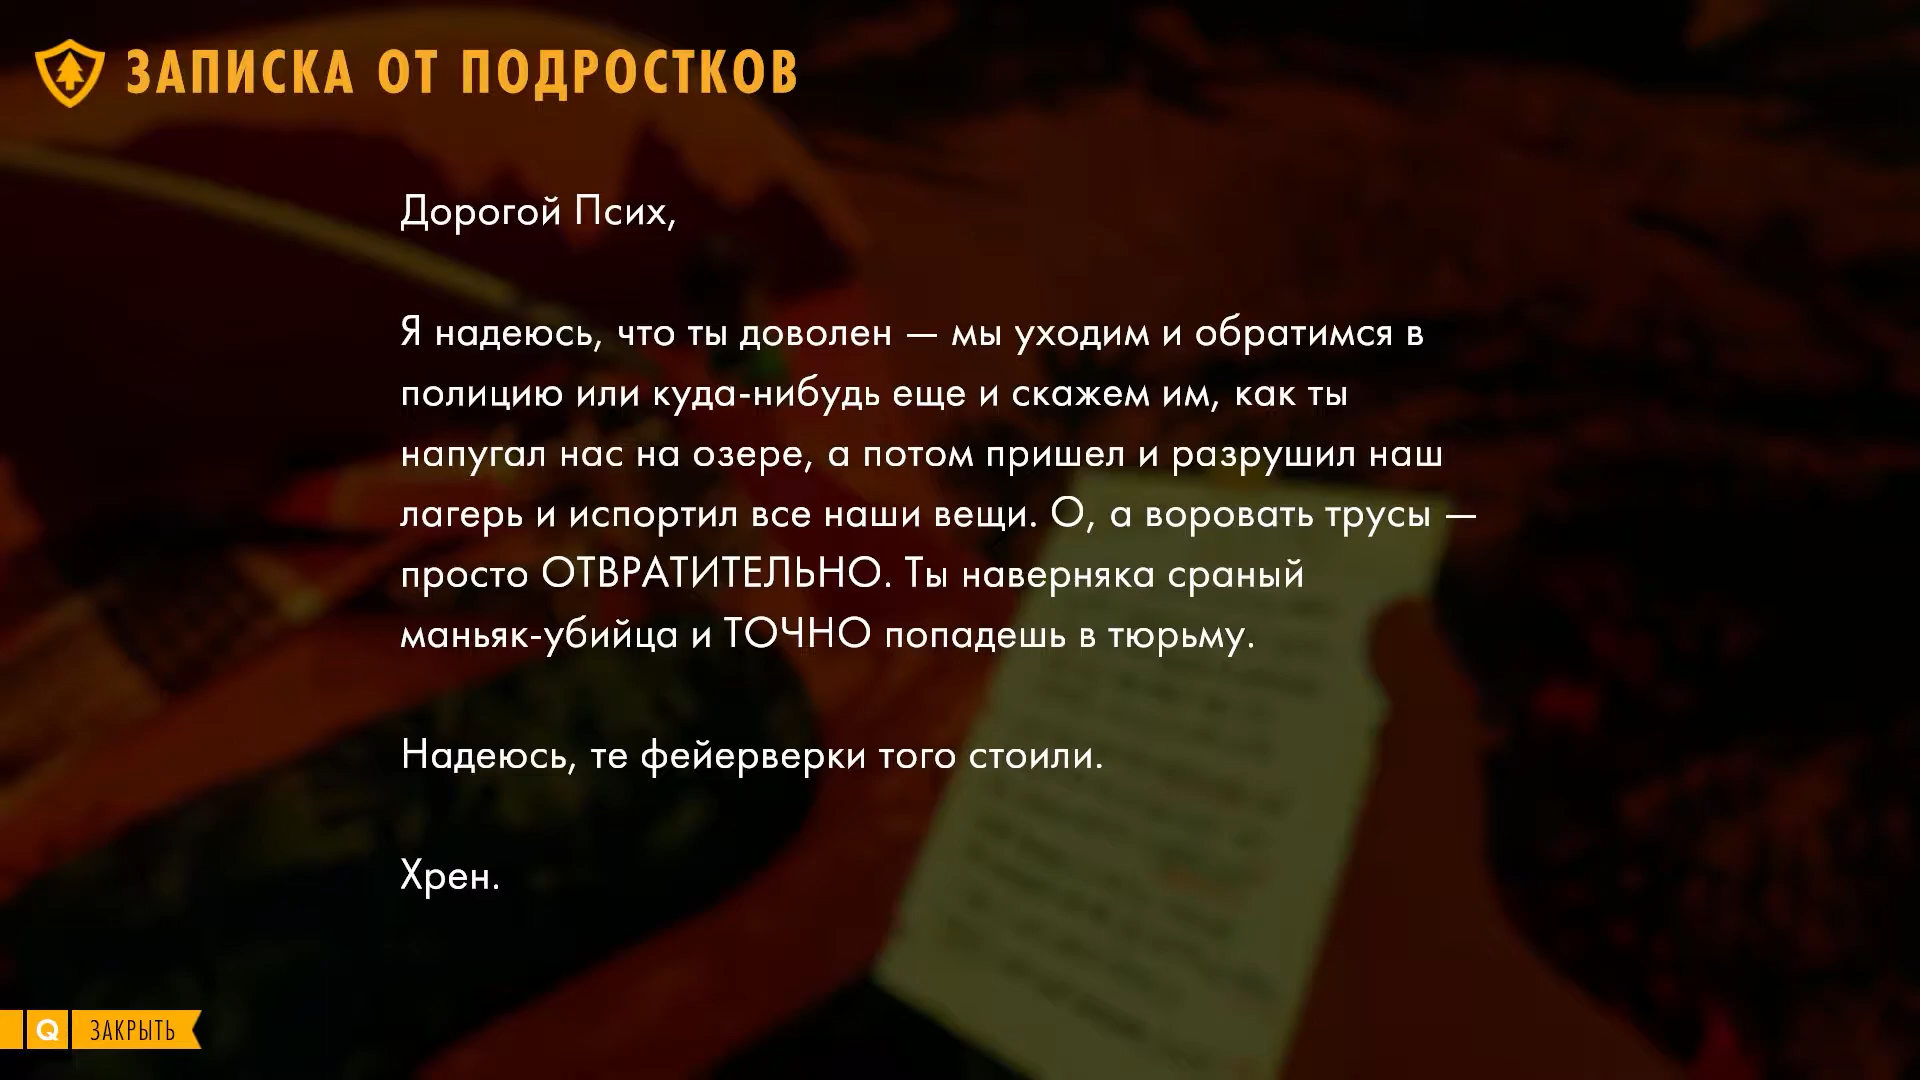 ЗАПИСКА ОТ ПОДРОСТКОВ
Дорогой Псих,
Я надеюсь, что ты доволен — мы уходим и обратимся в
полицию или куда-нибудь еще и скажем им, как ты
напугал нас на озере, а потом пришел и разрушил наш
лагерь и испортил все наши вещи. О, а воровать трусы —
просто ОТВРАТИТЕЛЬНО. Ты наверняка сраный
маньяк-убийца и ТОЧНО попадешь в тюрьму.
Надеюсь, те фейерверки того стоили.
Хрен.
Q ЗАКРЫТЬ